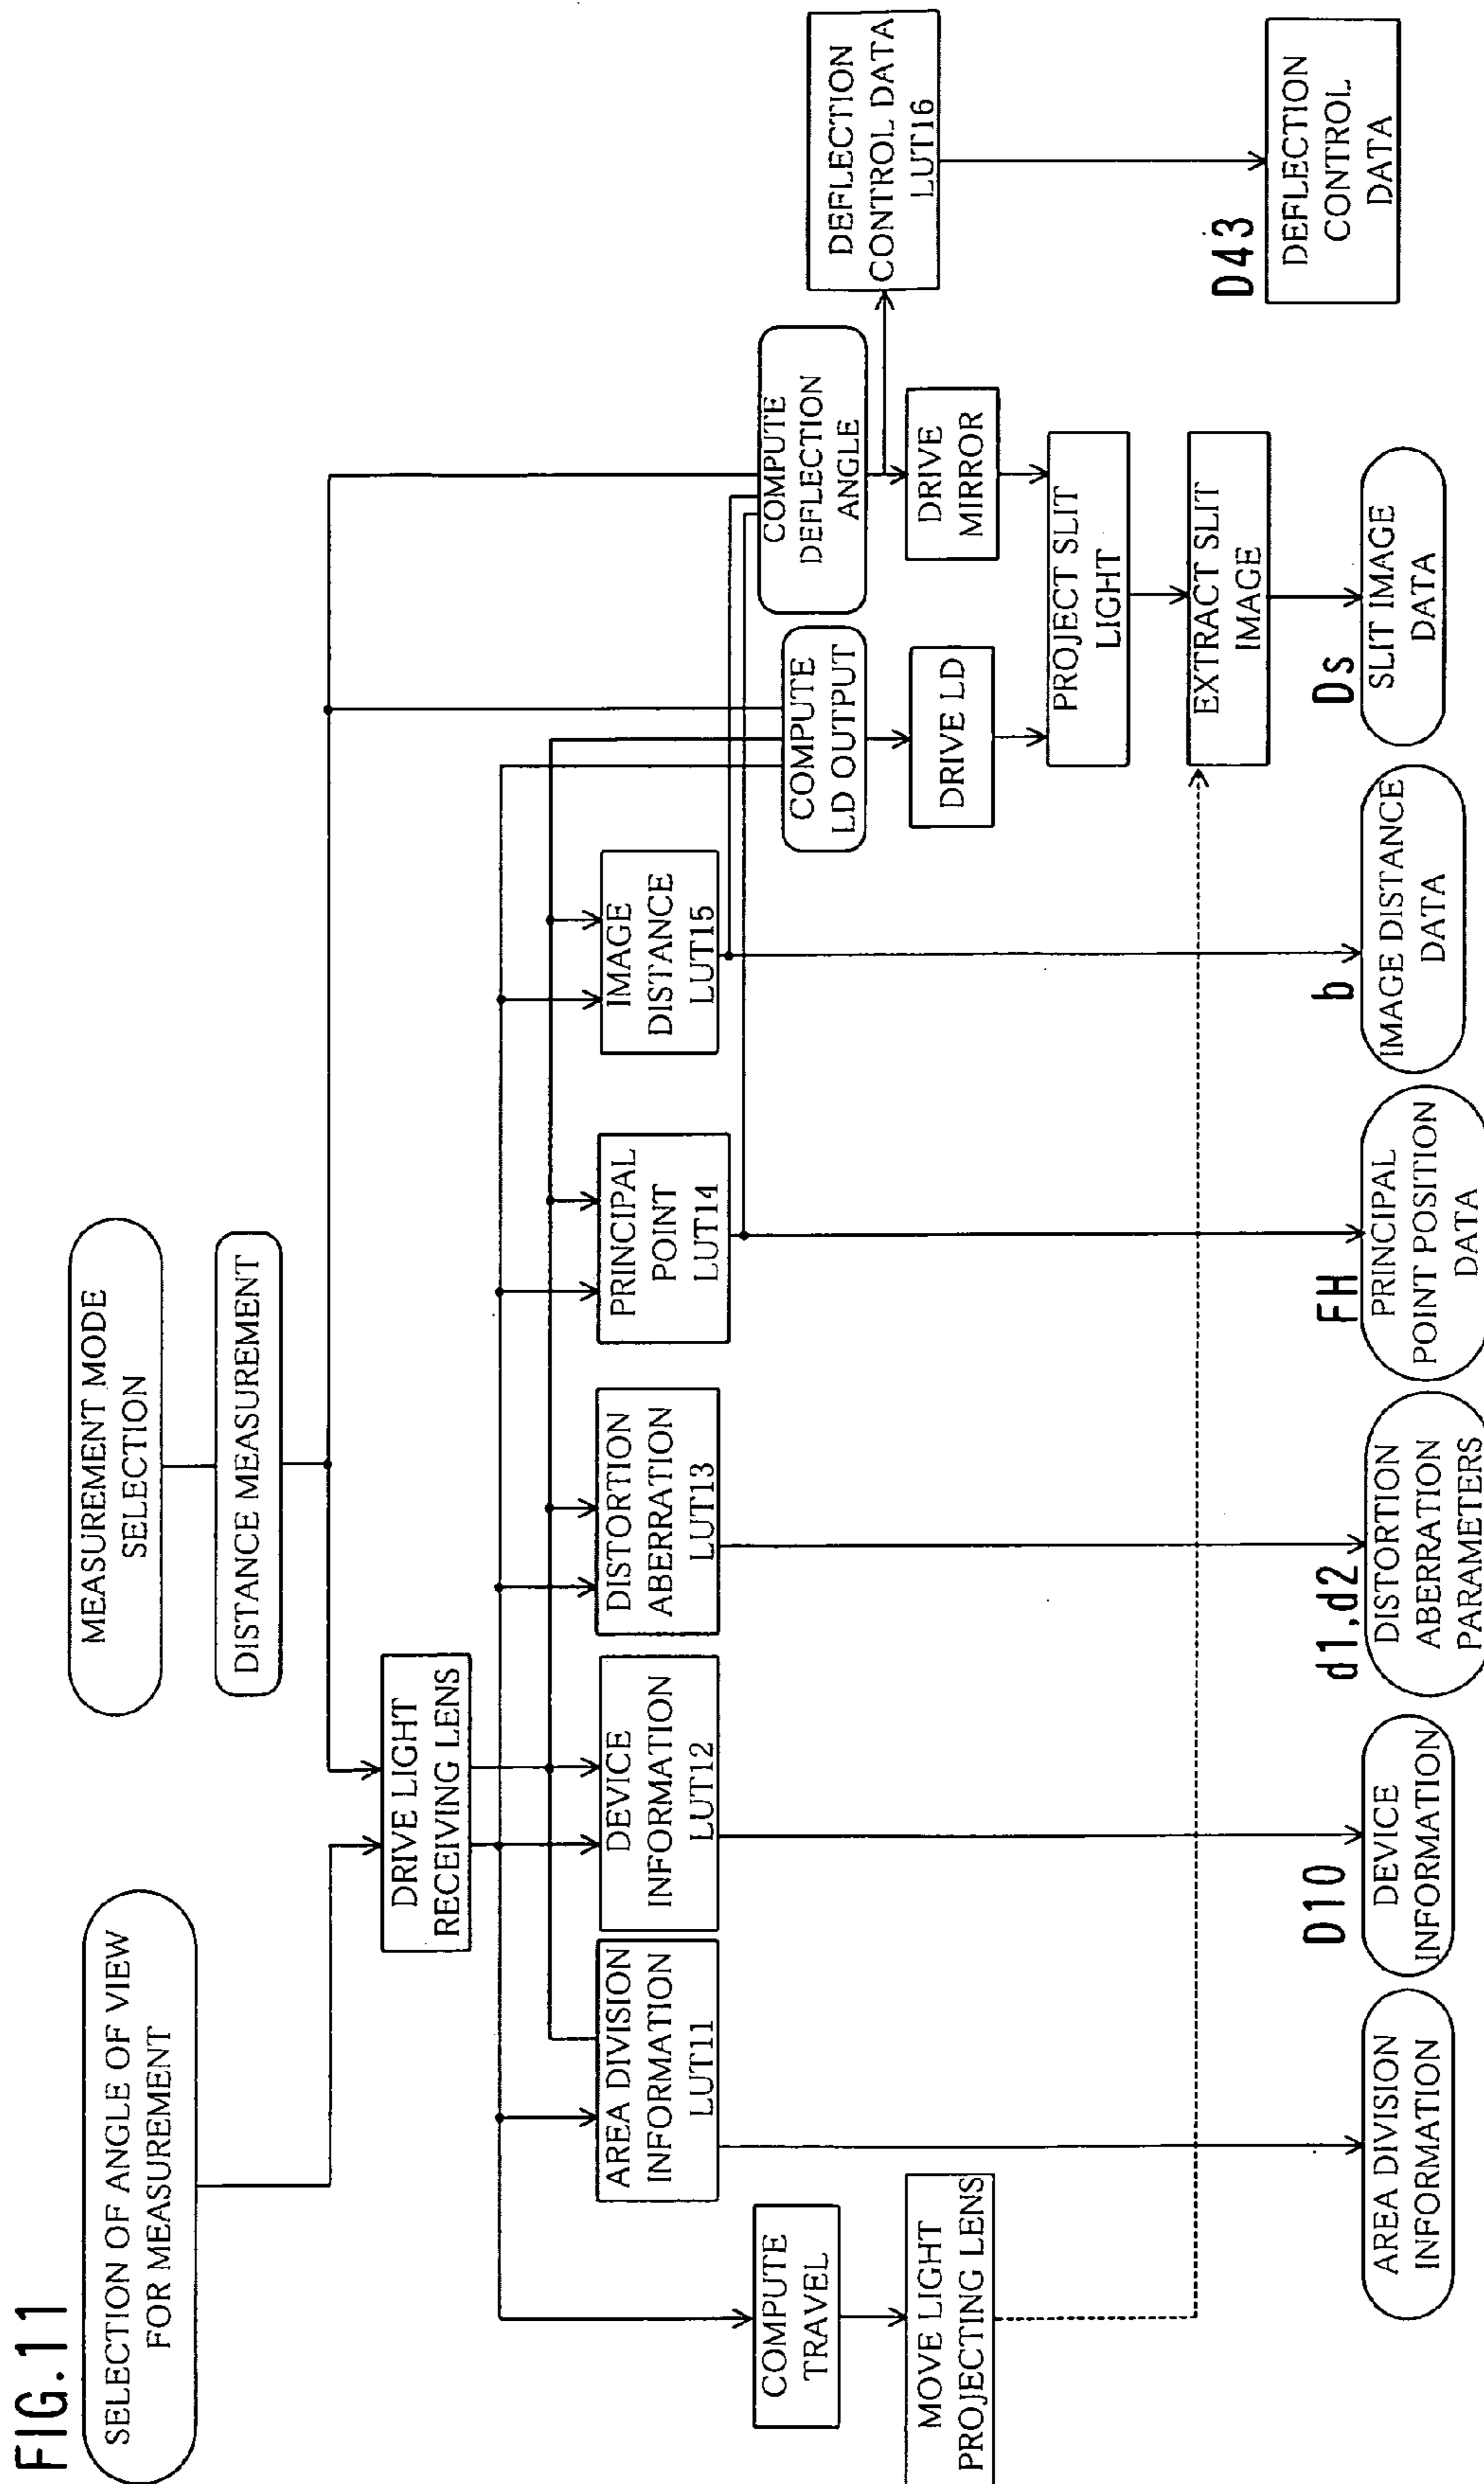 FIG.11
SELECTION OF ANGLE OF VIEW
FOR MEASUREMENT
MEASUREMENT MODE
SELECTION
DISTANCE MEASUREMENT
DRIVE LIGHT
RECEIVING LENS
AREA DIVISION
INFORMATION
LUT11
DEVICE
INFORMATION
LUT12
DISTORTION
ABERRATION
LUT13
PRINCIPAL
POINT
LUT14
IMAGE
DISTANCE
LUT15
COMPUTE
TRAVEL
COMPUTE
LD OUTPUT
COMPUTE
DEFLECTION
ANGLE
DEFLECTION
CONTROL DATA
LUT16
MOVE LIGHT
PROJECTING LENS
DRIVE LD
DRIVE
MIRROR
PROJECT SLIT
LIGHT
EXTRACT SLIT
IMAGE
AREA DIVISION
INFORMATION
D10
DEVICE
INFORMATION
d1,d2
DISTORTION
ABERRATION
PARAMETERS
FH
PRINCIPAL
POINT POSITION
DATA
b
IMAGE DISTANCE
DATA
Ds
SLIT IMAGE
DATA
D43
DEFLECTION
CONTROL
DATA